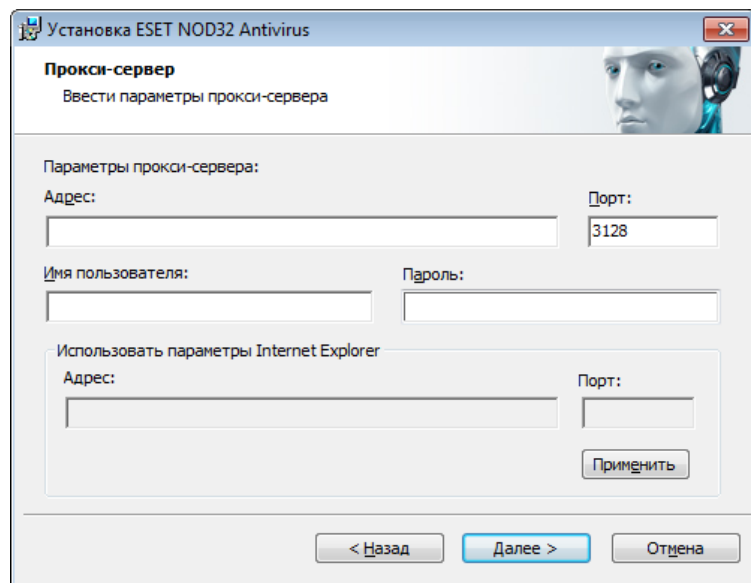 Установка ESET NOD32 Antivirus
Прокси-сервер
Ввести параметры прокси-сервера
Параметры прокси-сервера:
Адрес:
Порт:
3128
Имя пользователя:
Пароль:
Использовать параметры Internet Explorer
Адрес:
Порт:
Применить
< Назад
Далее >
Отмена